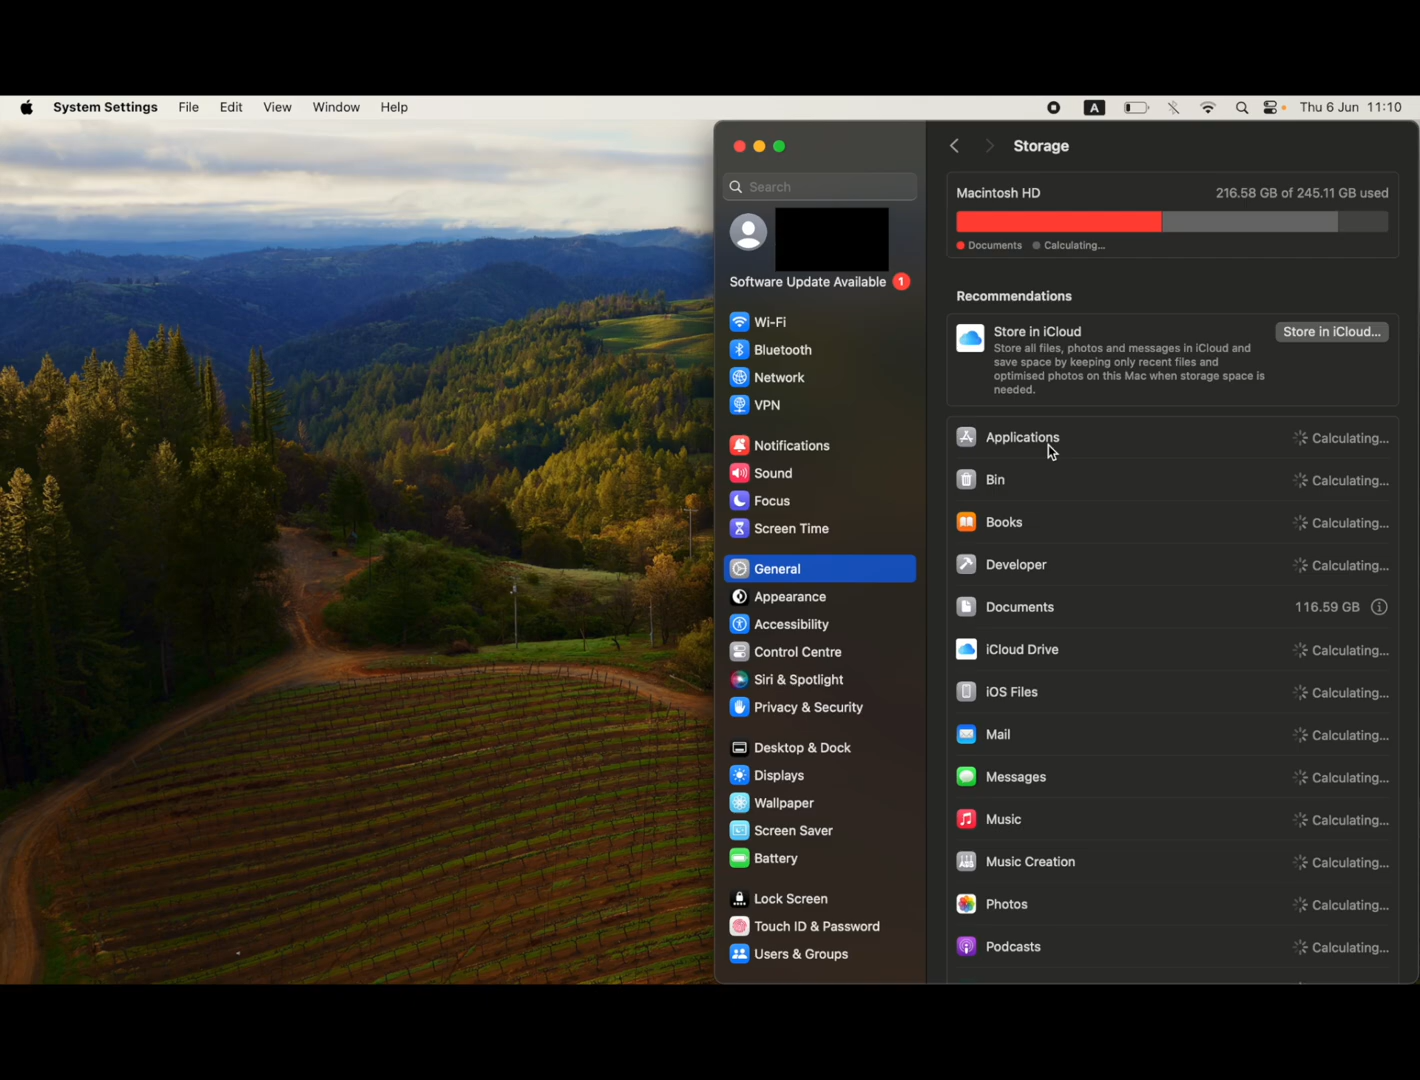 System Settings File Edit View Window Help A Thu 6 Jun 11:10
Storage
Search
Macintosh HD 216.58 GB of 245.11 GB used
Documents Calculating...
Software Update Available 1
Wi-Fi
Bluetooth
Network
VPN
Notifications
Sound
Focus
Screen Time
General
Appearance
Accessibility
Control Centre
Siri & Spotlight
Privacy & Security
Desktop & Dock
Displays
Wallpaper
Screen Saver
Battery
Lock Screen
Touch ID & Password
Users & Groups
Recommendations
Store in iCloud Store in iCloud...
Store all files, photos and messages in iCloud and
save space by keeping only recent files and
optimised photos on this Mac when storage space is
needed.
Applications Calculating...
Bin Calculating...
Books Calculating...
Developer Calculating...
Documents 116.59 GB
iCloud Drive Calculating...
iOS Files Calculating...
Mail Calculating...
Messages Calculating...
Music Calculating...
Music Creation Calculating...
Photos Calculating...
Podcasts Calculating...